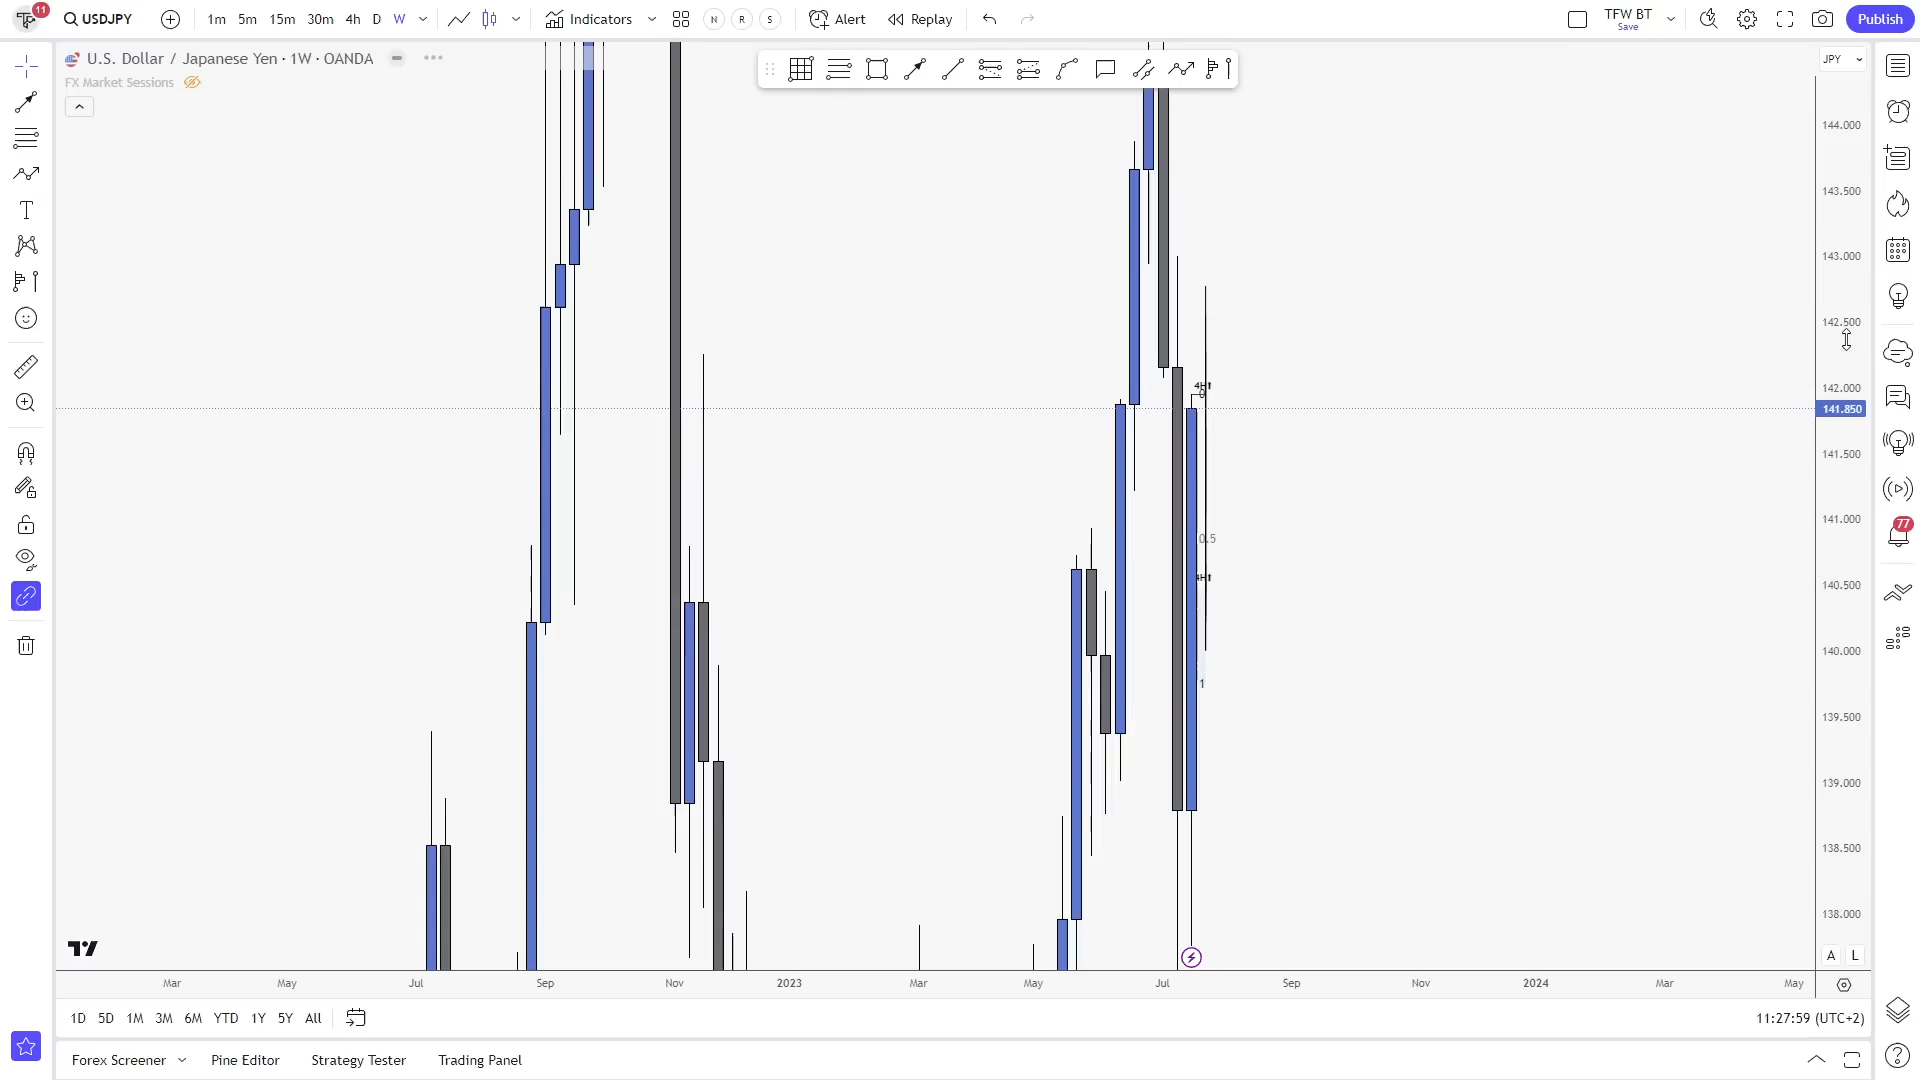 11
USDJPY
1m 5m 15m 30m 4h D W
Indicators
N R S
Alert
Replay
TFW BT
Save
Publish
U.S. Dollar / Japanese Yen · 1W · OANDA
JPY
FX Market Sessions
144.000
143.500
143.000
142.500
142.000
141.850
141.500
141.000
140.500
140.000
139.500
139.000
138.500
138.000
0
0.5
1
77
A L
Mar May Jul Sep Nov 2023 Mar May Jul Sep Nov 2024 Mar May
1D 5D 1M 3M 6M YTD 1Y 5Y All
11:27:59 (UTC+2)
Forex Screener Pine Editor Strategy Tester Trading Panel